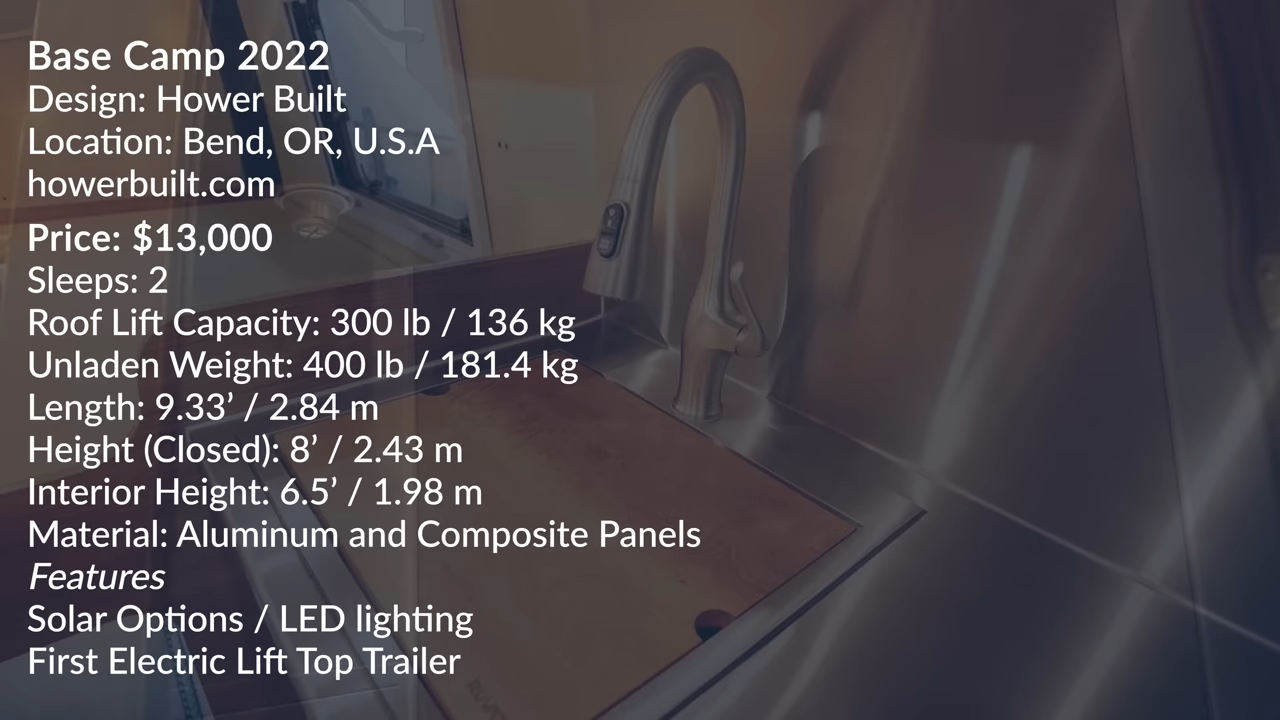 Base Camp 2022
Design: Hower Built
Location: Bend, OR, U.S.A
howerbuilt.com
Price: $13,000
Sleeps: 2
Roof Lift Capacity: 300 lb / 136 kg
Unladen Weight: 400 lb / 181.4 kg
Length: 9.33’ / 2.84 m
Height (Closed): 8’ / 2.43 m
Interior Height: 6.5’ / 1.98 m
Material: Aluminum and Composite Panels
Features
Solar Options / LED lighting
First Electric Lift Top Trailer